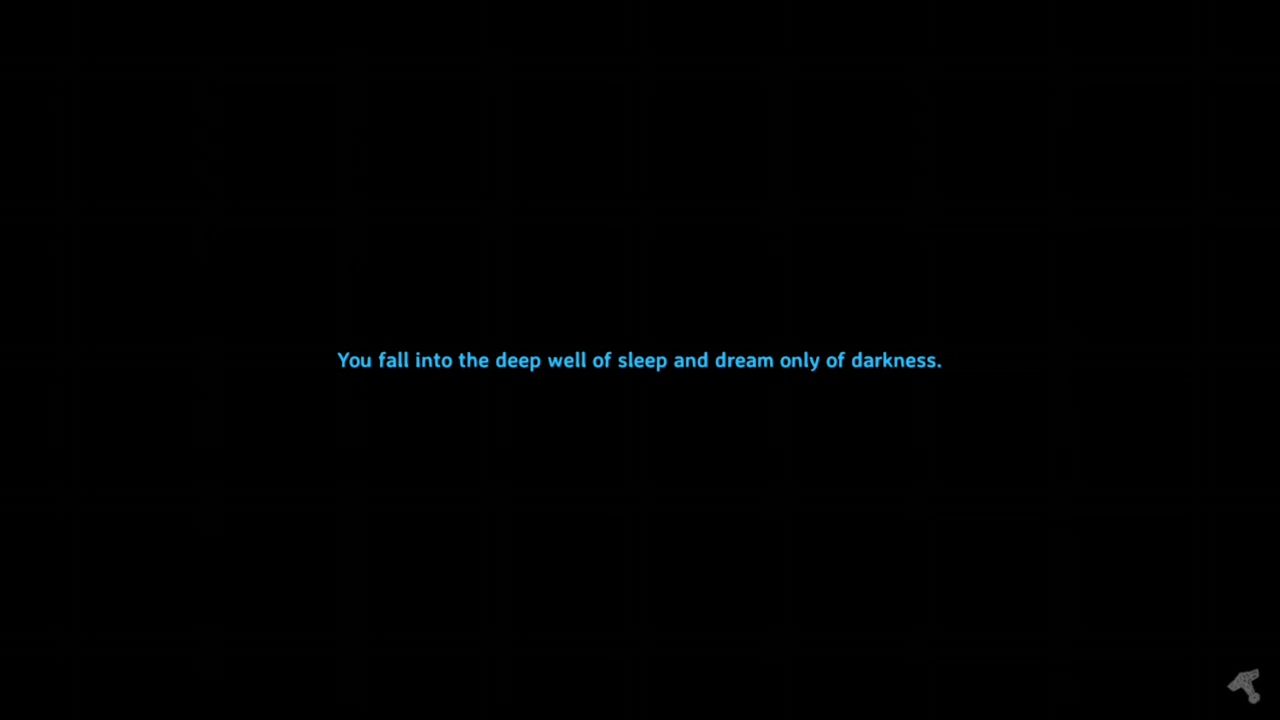 You fall into the deep well of sleep and dream only of darkness.